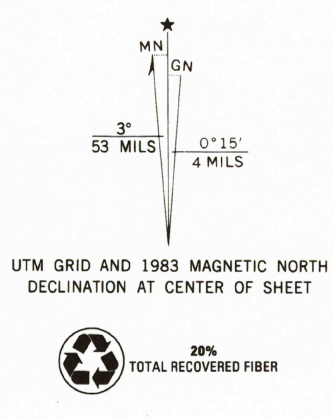 ★
MN
GN
3°
53 MILS
0°15′
4 MILS
UTM GRID AND 1983 MAGNETIC NORTH
DECLINATION AT CENTER OF SHEET
20%
TOTAL RECOVERED FIBER